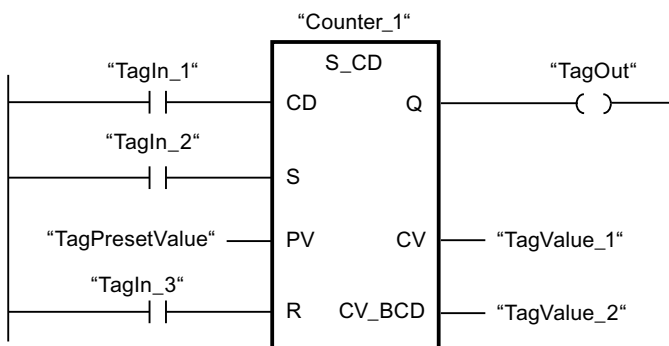 “Counter_1“
S_CD
“TagIn_1“
“TagOut“
CD
Q
“TagIn_2“
S
“TagPresetValue“
PV
CV
“TagValue_1“
“TagIn_3“
R
CV_BCD
“TagValue_2“